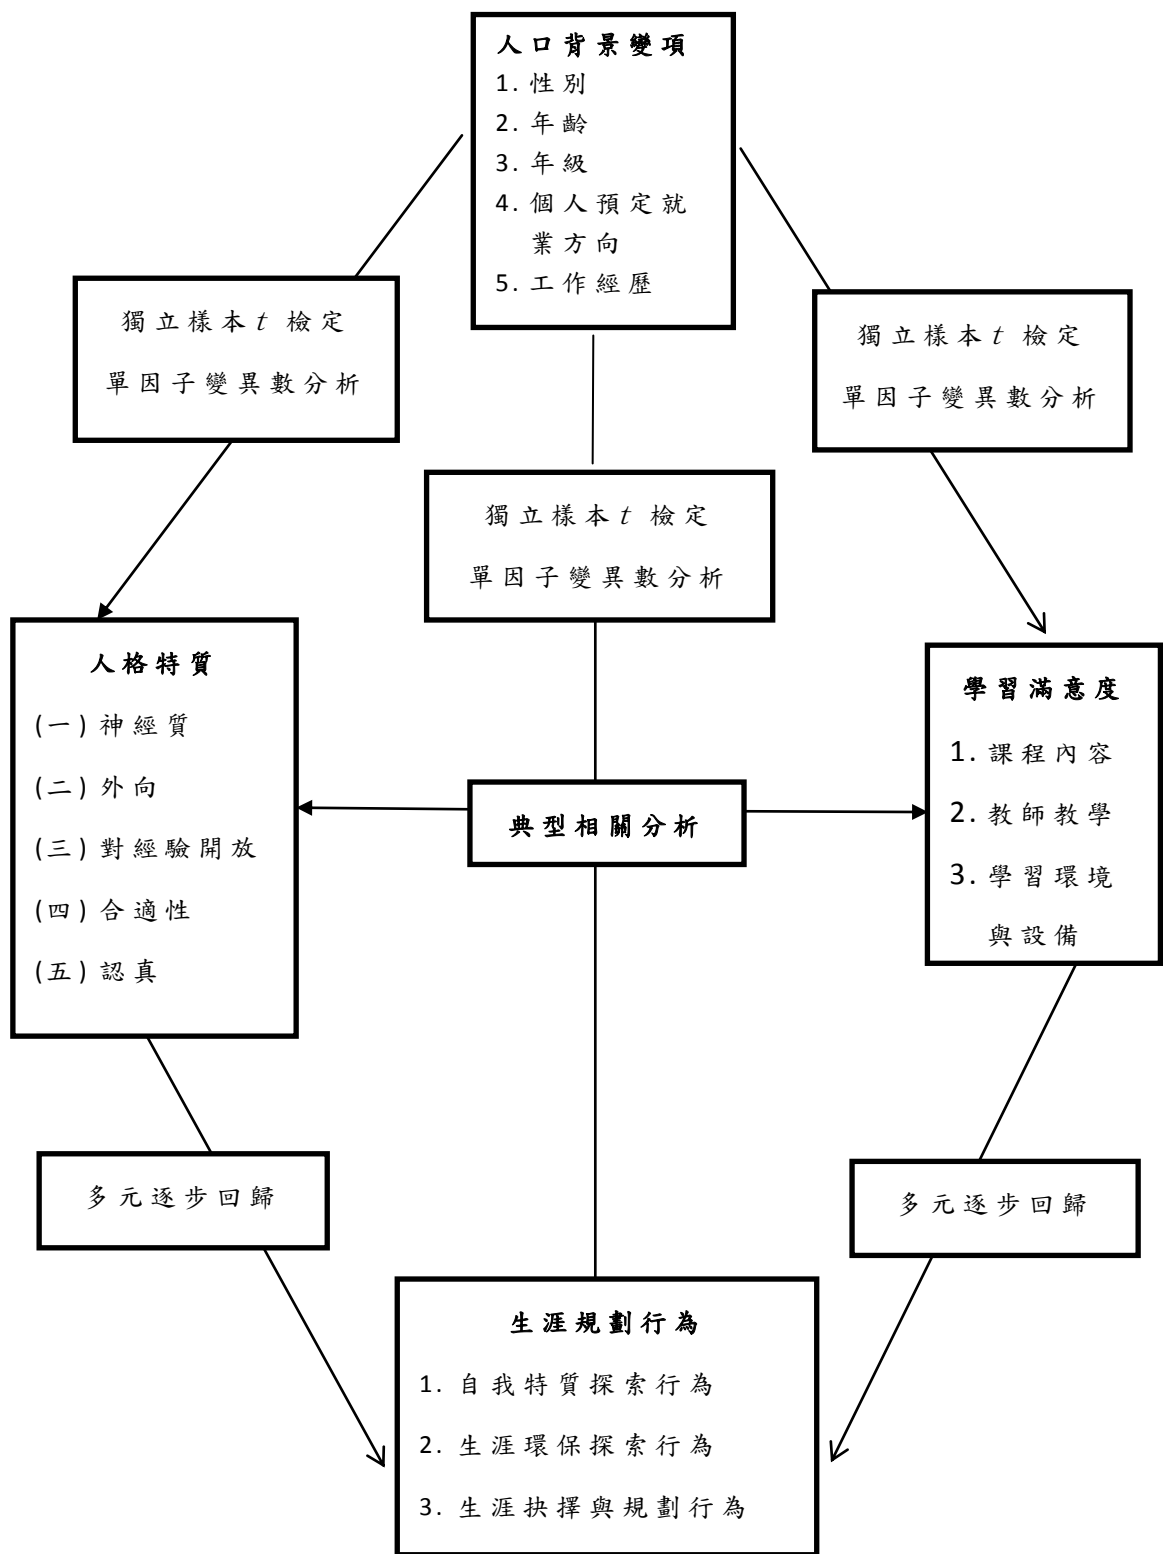 人口背景變項
1. 性別
2. 年齡
3. 年級
4. 個人預定就
業方向
5. 工作經歷
獨立樣本 t 檢定
單因子變異數分析
獨立樣本 t 檢定
單因子變異數分析
獨立樣本 t 檢定
單因子變異數分析
人格特質
(一) 神經質
(二) 外向
(三) 對經驗開放
(四) 合適性
(五) 認真
典型相關分析
學習滿意度
1. 課程內容
2. 教師教學
3. 學習環境
與設備
多元逐步回歸
多元逐步回歸
生涯規劃行為
1. 自我特質探索行為
2. 生涯環保探索行為
3. 生涯抉擇與規劃行為